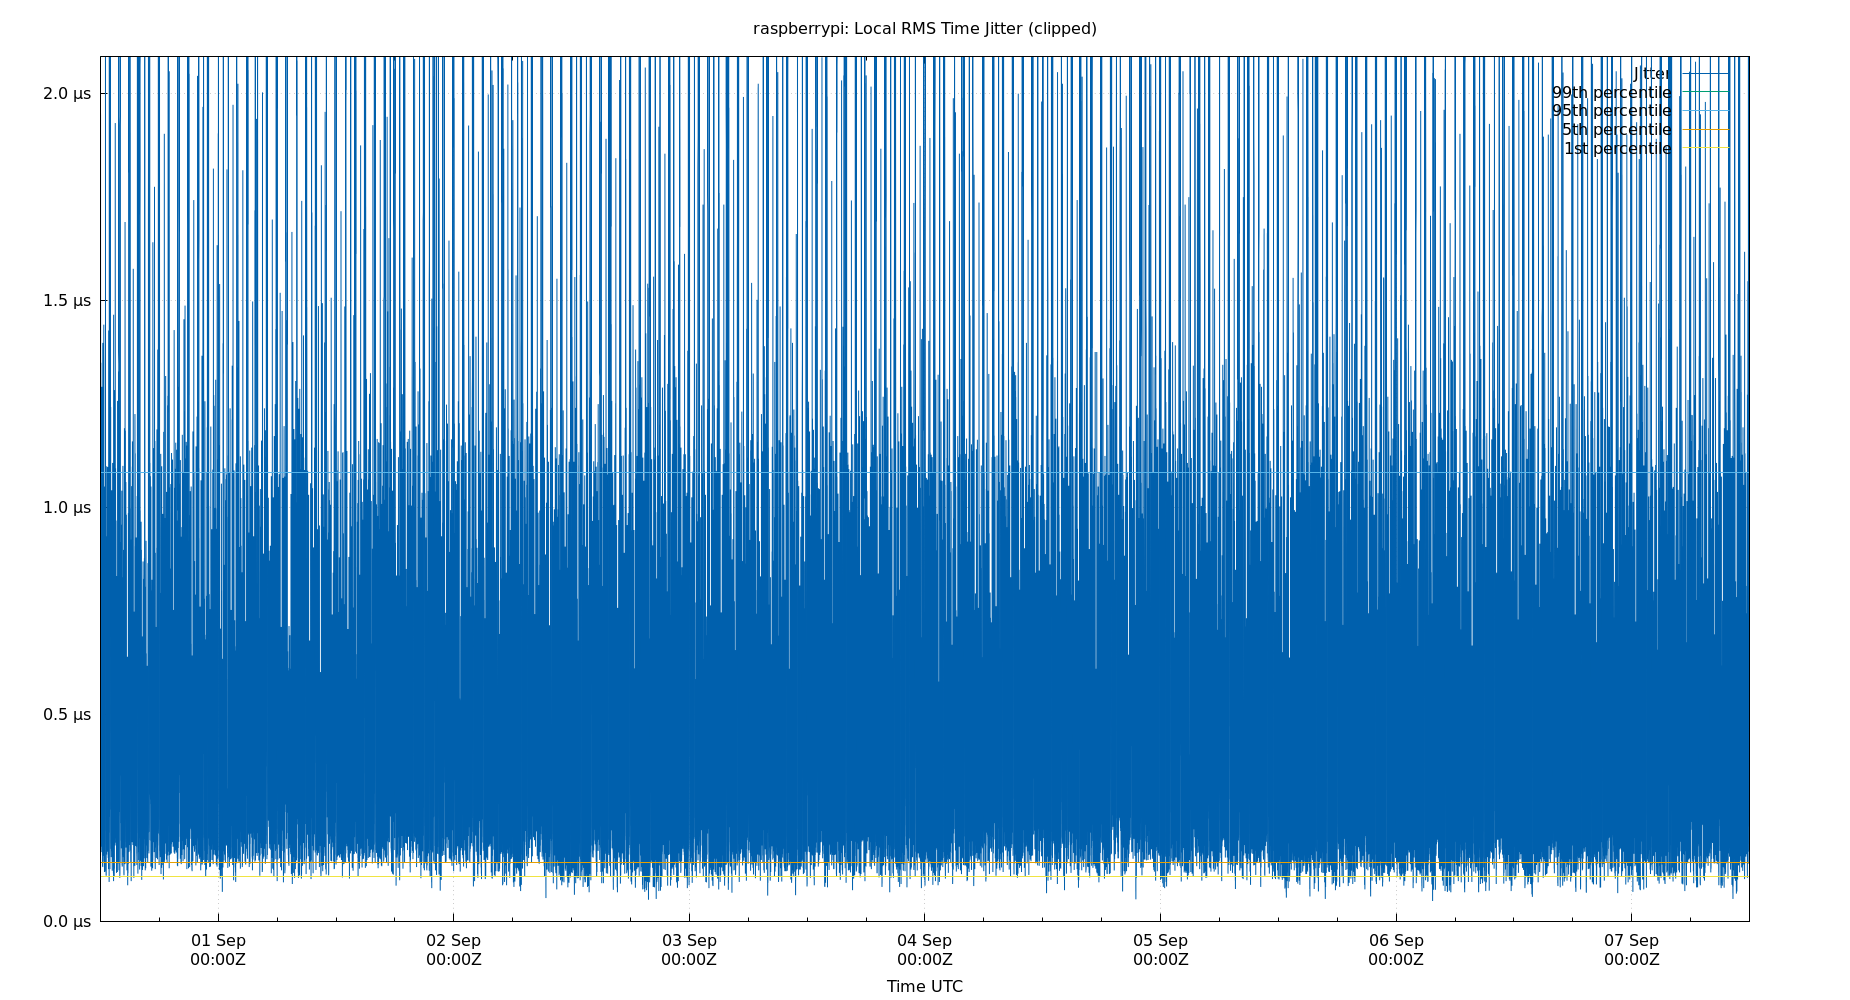 raspberrypi: Local RMS Time Jitter (clipped)
Jitter
99th percentile
95th percentile
5th percentile
1st percentile
2.0 μs
1.5 μs
1.0 μs
0.5 μs
0.0 μs
01 Sep
00:00Z
02 Sep
00:00Z
03 Sep
00:00Z
04 Sep
00:00Z
05 Sep
00:00Z
06 Sep
00:00Z
07 Sep
00:00Z
Time UTC